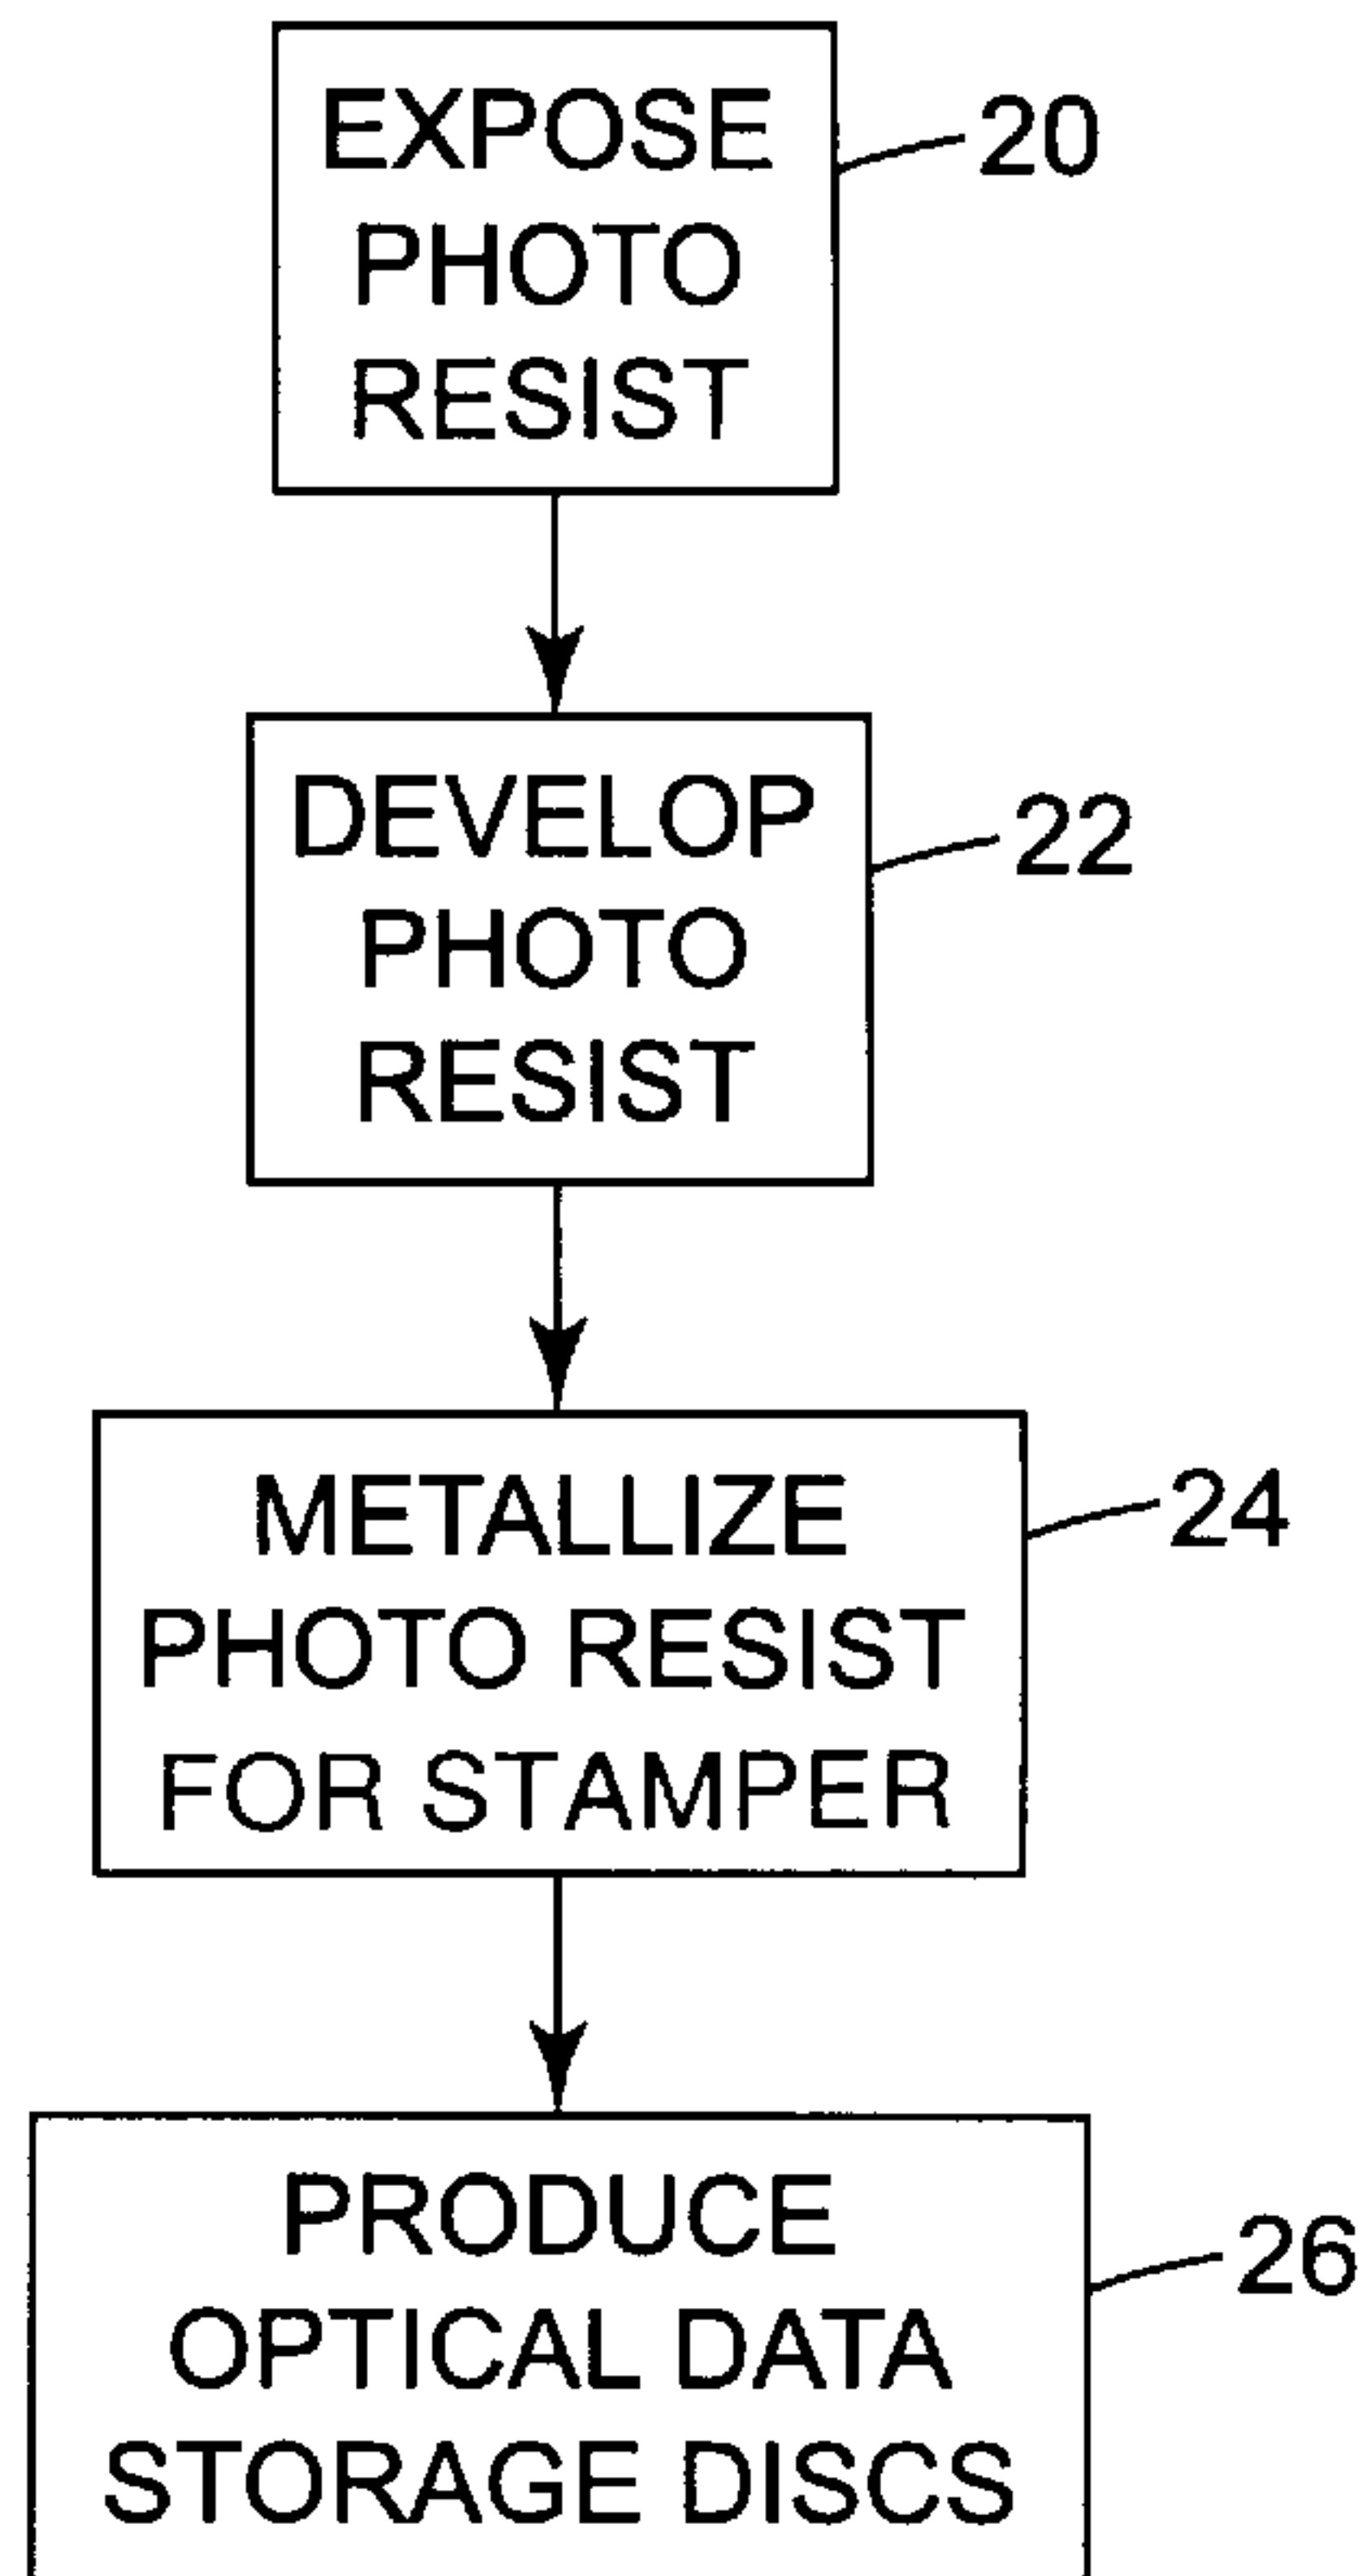 EXPOSE
PHOTO
RESIST
20
DEVELOP
PHOTO
RESIST
22
METALLIZE
PHOTO RESIST
FOR STAMPER
24
PRODUCE
OPTICAL DATA
STORAGE DISCS
26